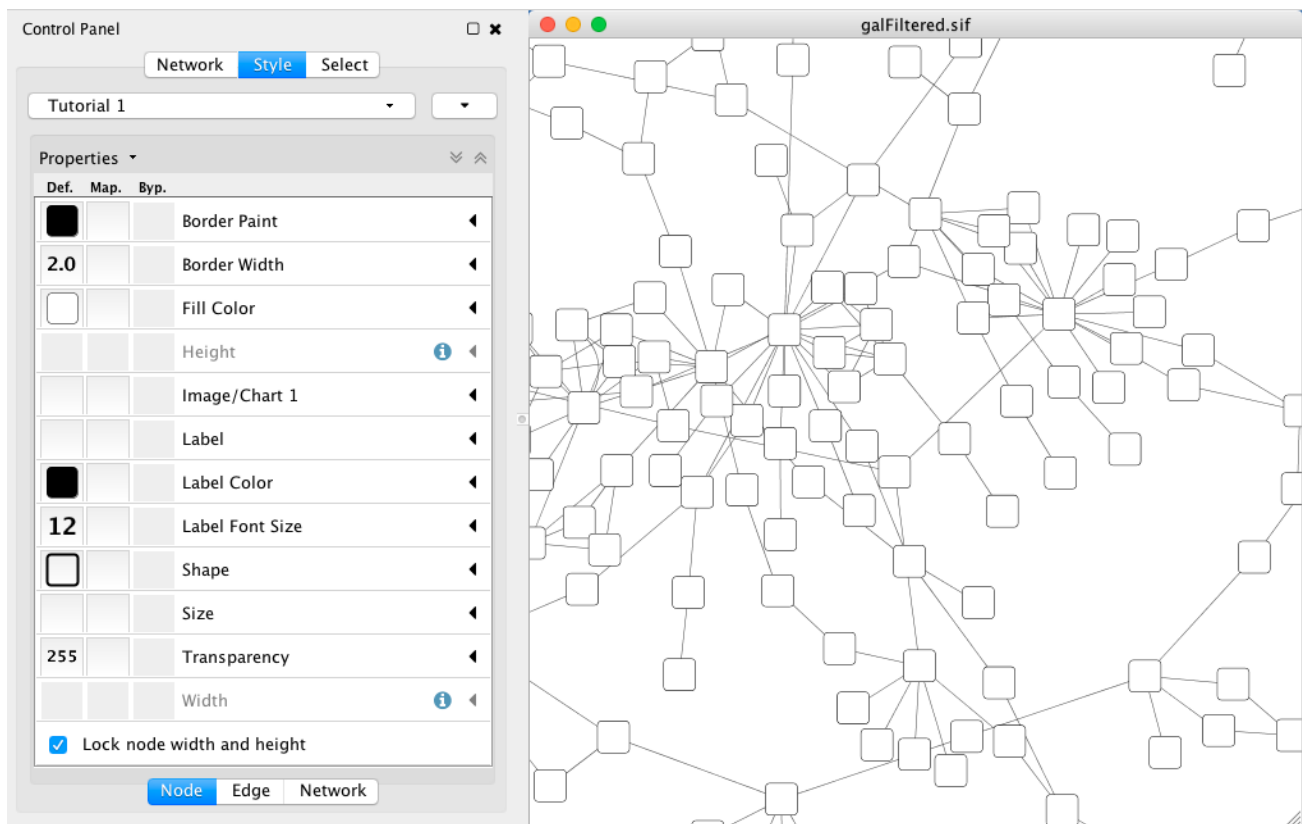 Control Panel
Network Style Select
Tutorial 1
Properties
Def. Map. Byp.
Border Paint
2.0 Border Width
Fill Color
Height
Image/Chart 1
Label
Label Color
12 Label Font Size
Shape
Size
255 Transparency
Width
Lock node width and height
Node Edge Network
galFiltered.sif